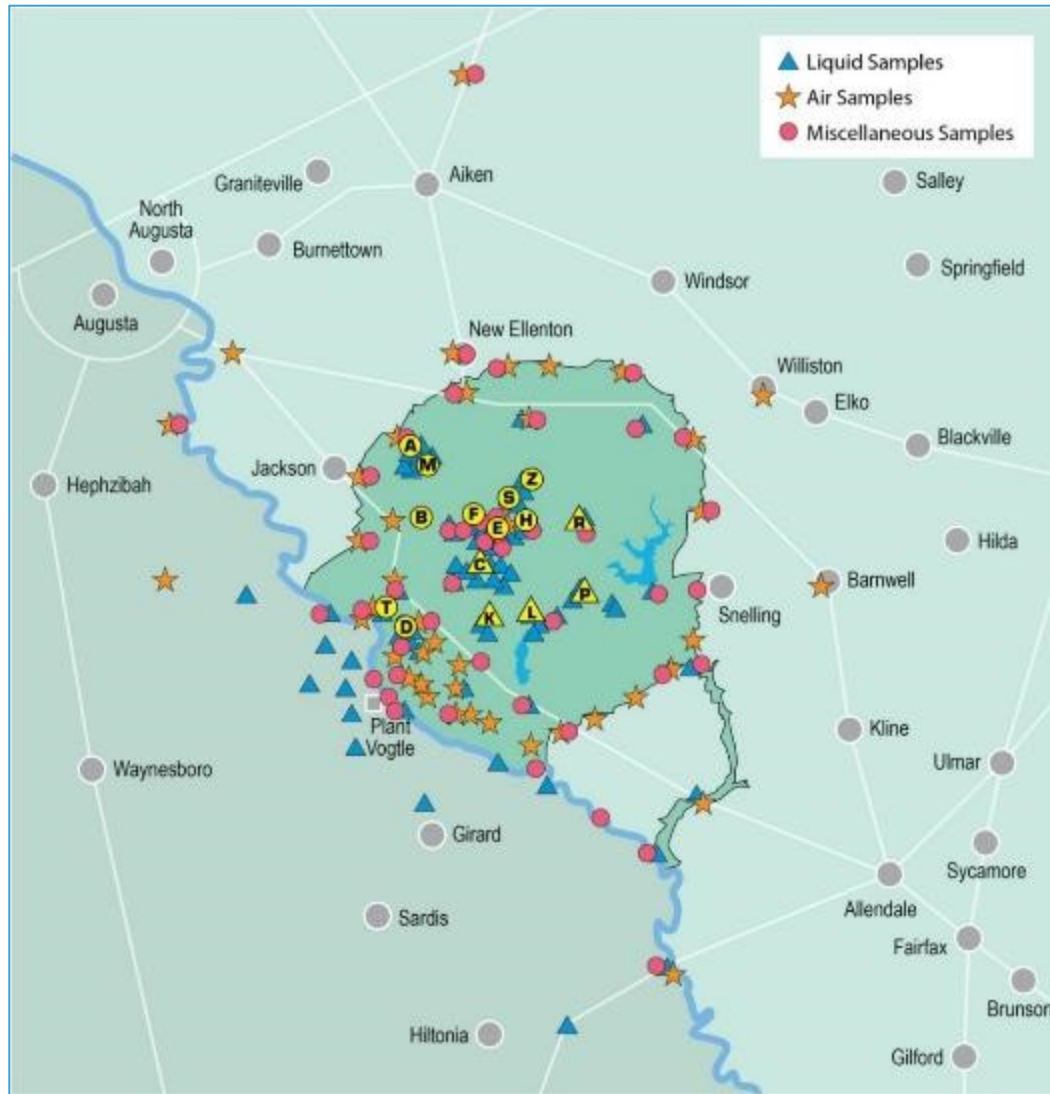 Liquid Samples
Air Samples
Miscellaneous Samples
Aiken
Graniteville
Salley
North
Augusta
Burnettown
Springfield
Windsor
Augusta
New Ellenton
Williston
Elko
Blackville
A
M
Jackson
Z
Hephzibah
S
F
B
E
H
R
Hilda
C
Barnwell
Snelling
P
T
K
L
D
Plant
Vogtle
Kline
Ulmar
Waynesboro
Girard
Sycamore
Allendale
Sardis
Fairfax
Brunson
Hiltonia
Gilford